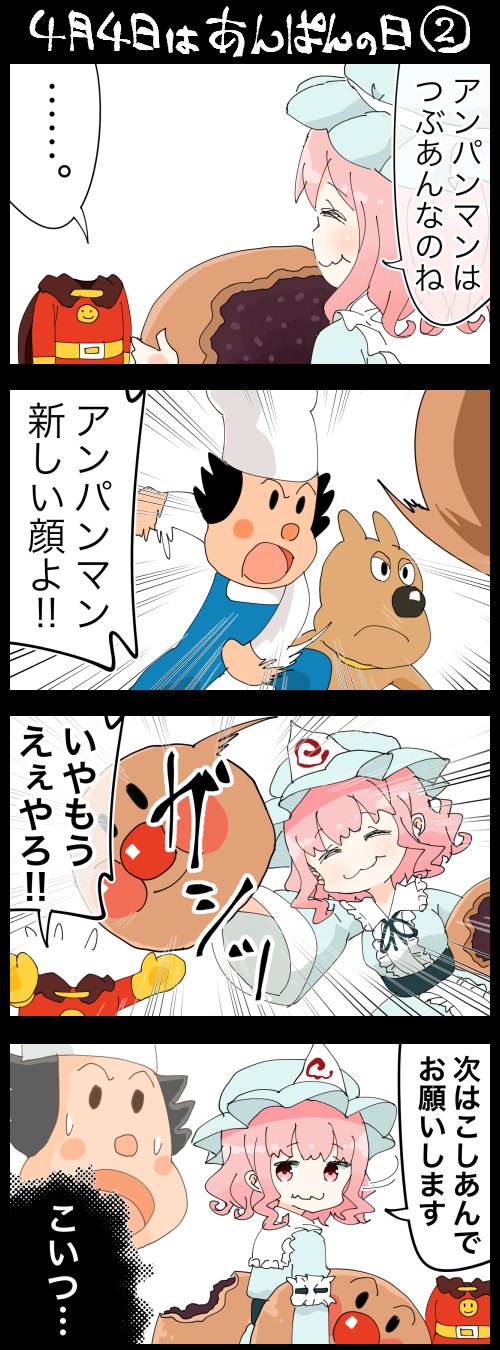 4月4日はあんぱんの日②
アンパンマンは
つぶあんなのね
……。
アンパンマン
新しい顔よ!!
いやもう
えぇやろ!!
ガシッ
次はこしあんで
お願いします
こいつ…